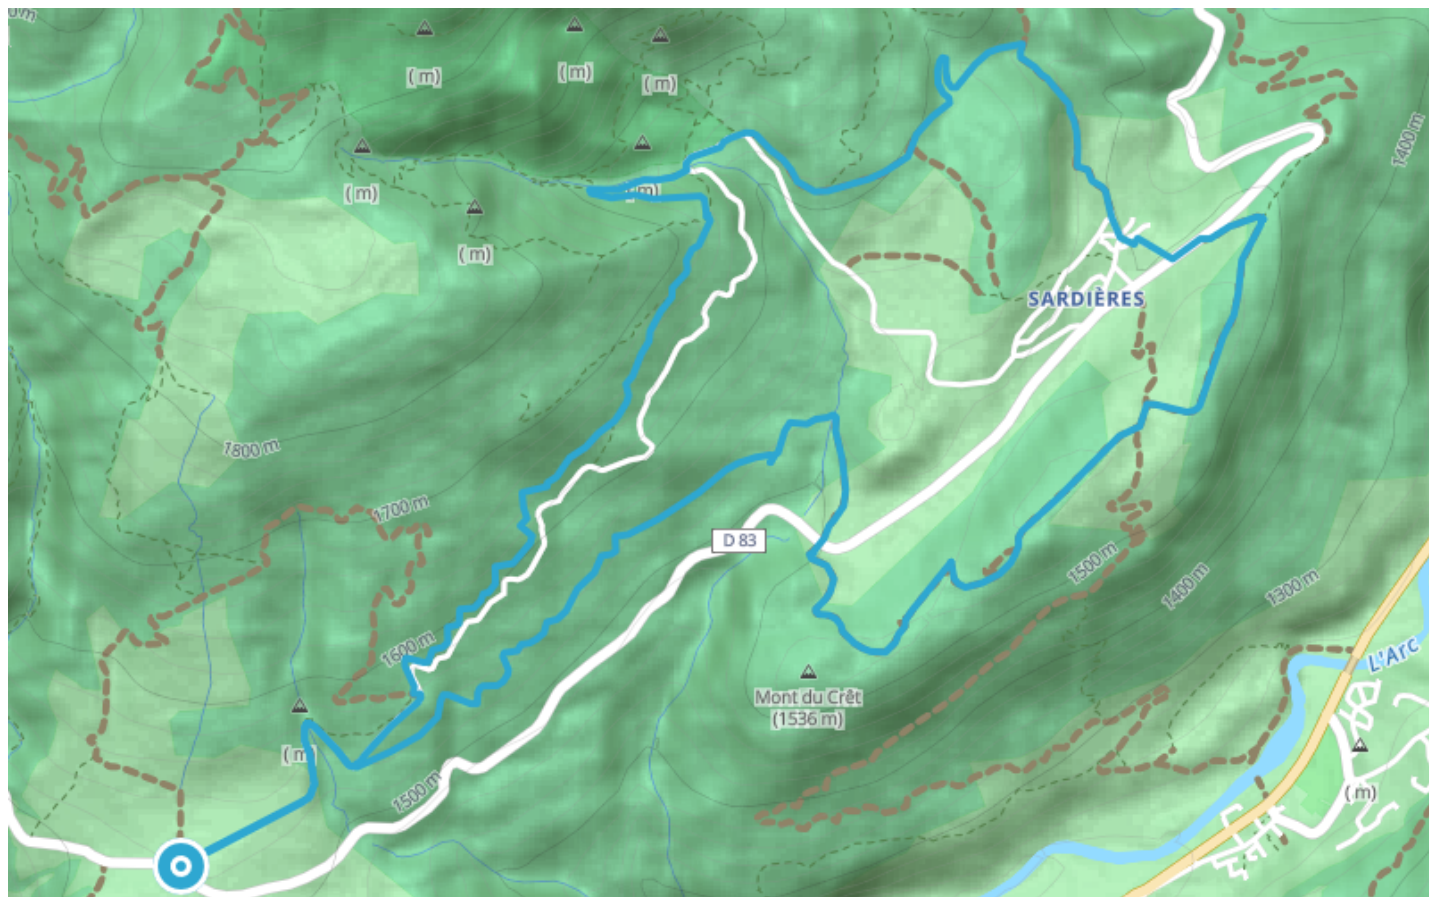 ( m)
( m)
( m)
1400 m
( m)
( m)
( m)
SARDIÈRES
1800 m
1700 m
D 83
1500 m
1400 m
1300 m
1600 m
L'Arc
Mont du Crêt
(1536 m)
( m)
1500 m
( m)